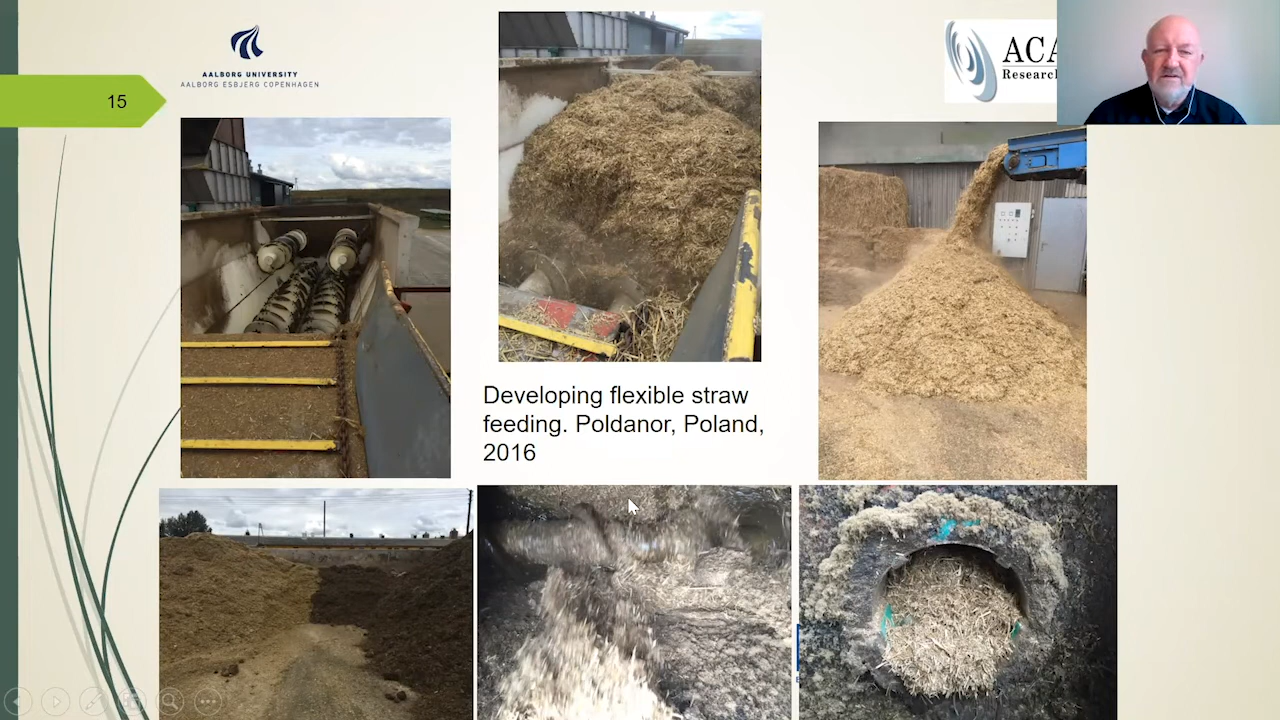 15
AALBORG UNIVERSITY
AALBORG ESBJERG COPENHAGEN
ACA
Research
Developing flexible straw
feeding. Poldanor, Poland,
2016